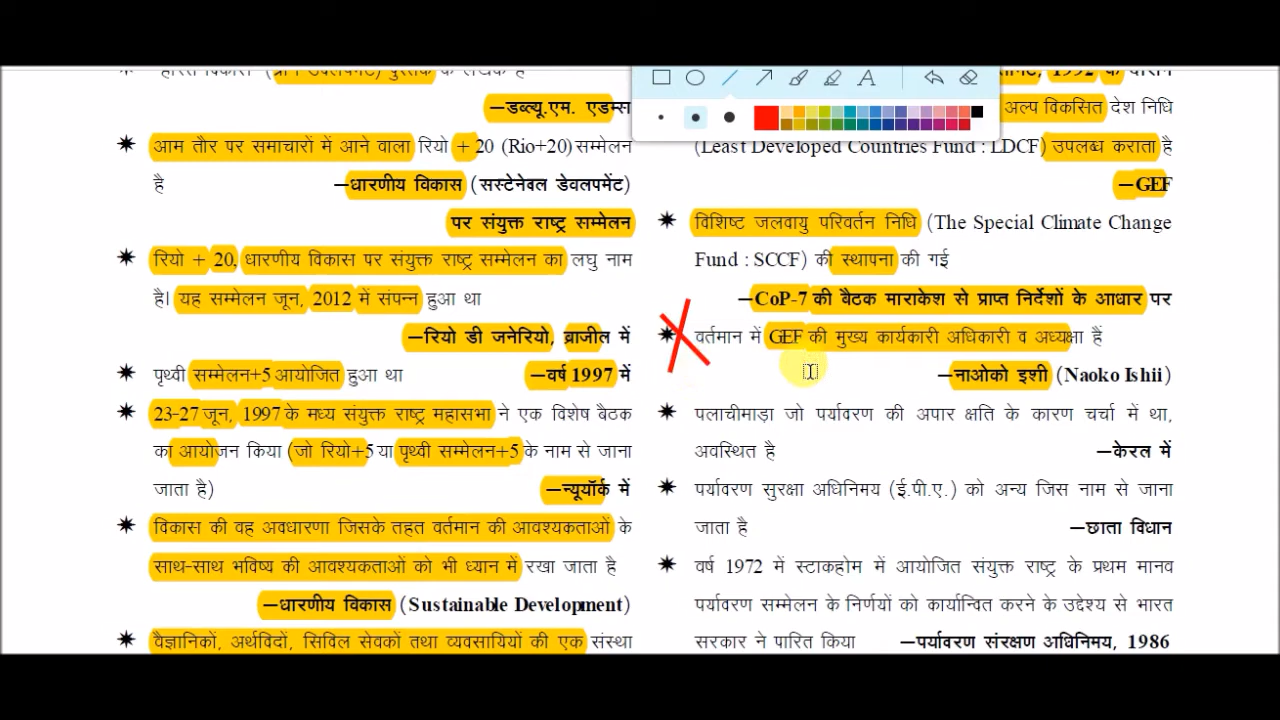 हरित विकास (ग्रीन डेवलपमेंट) पुस्तक के लेखक हैं
—डब्ल्यू.एम. एडम्स
आम तौर पर समाचारों में आने वाला रियो + 20 (Rio+20) सम्मेलन
है —धारणीय विकास (सस्टेनेबल डेवलपमेंट)
पर संयुक्त राष्ट्र सम्मेलन
रियो + 20, धारणीय विकास पर संयुक्त राष्ट्र सम्मेलन का लघु नाम
है। यह सम्मेलन जून, 2012 में संपन्न हुआ था
—रियो डी जनेरियो, ब्राजील में
पृथ्वी सम्मेलन+5 आयोजित हुआ था —वर्ष 1997 में
23-27 जून, 1997 के मध्य संयुक्त राष्ट्र महासभा ने एक विशेष बैठक
का आयोजन किया (जो रियो+5 या पृथ्वी सम्मेलन+5 के नाम से जाना
जाता है) —न्यूयॉर्क में
विकास की वह अवधारणा जिसके तहत वर्तमान की आवश्यकताओं के
साथ-साथ भविष्य की आवश्यकताओं को भी ध्यान में रखा जाता है
—धारणीय विकास (Sustainable Development)
वैज्ञानिकों, अर्थविदों, सिविल सेवकों तथा व्यवसायियों की एक संस्था
1992 के दौरान
अल्प विकसित देश निधि
(Least Developed Countries Fund : LDCF) उपलब्ध कराता है
—GEF
विशिष्ट जलवायु परिवर्तन निधि (The Special Climate Change
Fund : SCCF) की स्थापना की गई
—CoP-7 की बैठक माराकेश से प्राप्त निर्देशों के आधार पर
वर्तमान में GEF की मुख्य कार्यकारी अधिकारी व अध्यक्षा हैं
—नाओको इशी (Naoko Ishii)
पलाचीमाड़ा जो पर्यावरण की अपार क्षति के कारण चर्चा में था,
अवस्थित है —केरल में
पर्यावरण सुरक्षा अधिनिमय (ई.पी.ए.) को अन्य जिस नाम से जाना
जाता है —छाता विधान
वर्ष 1972 में स्टाकहोम में आयोजित संयुक्त राष्ट्र के प्रथम मानव
पर्यावरण सम्मेलन के निर्णयों को कार्यान्वित करने के उद्देश्य से भारत
सरकार ने पारित किया —पर्यावरण संरक्षण अधिनिमय, 1986